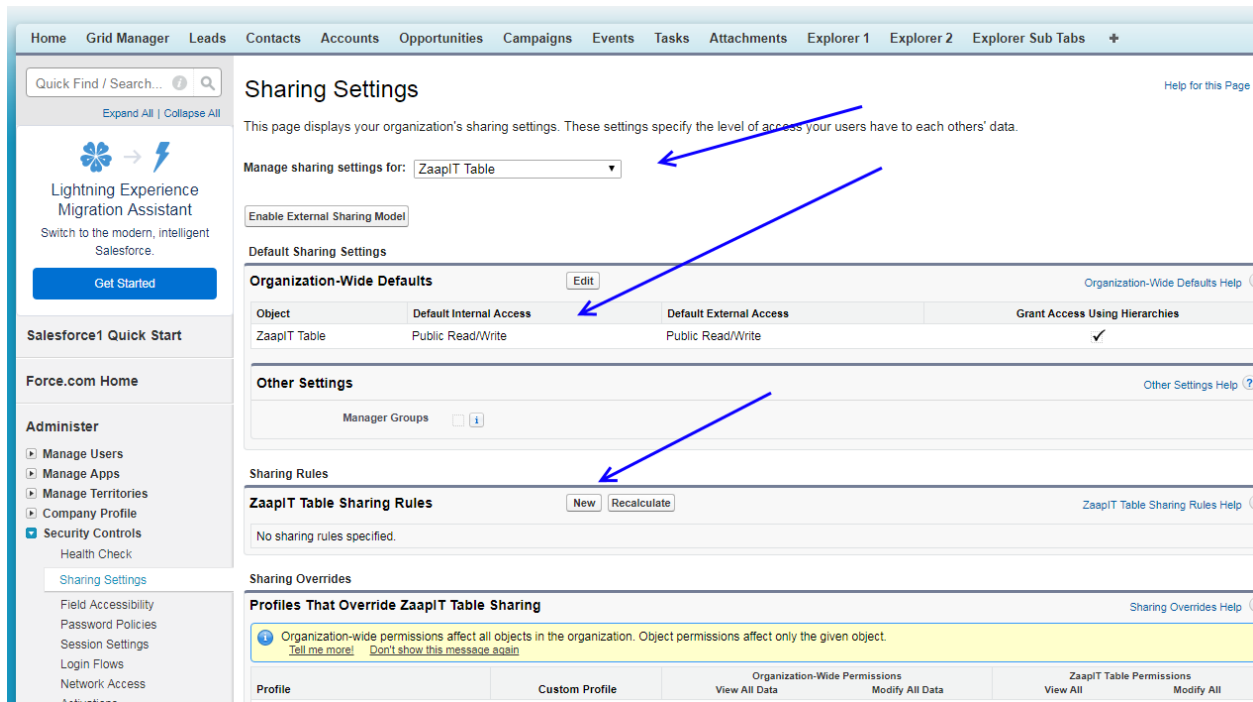 Home Grid Manager Leads Contacts Accounts Opportunities Campaigns Events Tasks Attachments Explorer 1 Explorer 2 Explorer Sub Tabs +
Quick Find / Search... i
Expand All | Collapse All
Lightning Experience
Migration Assistant
Switch to the modern, intelligent
Salesforce.
Get Started
Salesforce1 Quick Start
Force.com Home
Administer
Manage Users
Manage Apps
Manage Territories
Company Profile
Security Controls
Health Check
Sharing Settings
Field Accessibility
Password Policies
Session Settings
Login Flows
Network Access
Sharing Settings
Help for this Page
This page displays your organization's sharing settings. These settings specify the level of access your users have to each others' data.
Manage sharing settings for: ZaapIT Table
Enable External Sharing Model
Default Sharing Settings
Organization-Wide Defaults Edit Organization-Wide Defaults Help
Object Default Internal Access Default External Access Grant Access Using Hierarchies
ZaapIT Table Public Read/Write Public Read/Write ✓
Other Settings Other Settings Help ?
Manager Groups i
Sharing Rules
ZaapIT Table Sharing Rules New Recalculate ZaapIT Table Sharing Rules Help
No sharing rules specified.
Sharing Overrides
Profiles That Override ZaapIT Table Sharing Sharing Overrides Help
i Organization-wide permissions affect all objects in the organization. Object permissions affect only the given object.
Tell me more! Don't show this message again
Organization-Wide Permissions ZaapIT Table Permissions
Profile Custom Profile View All Data Modify All Data View All Modify All